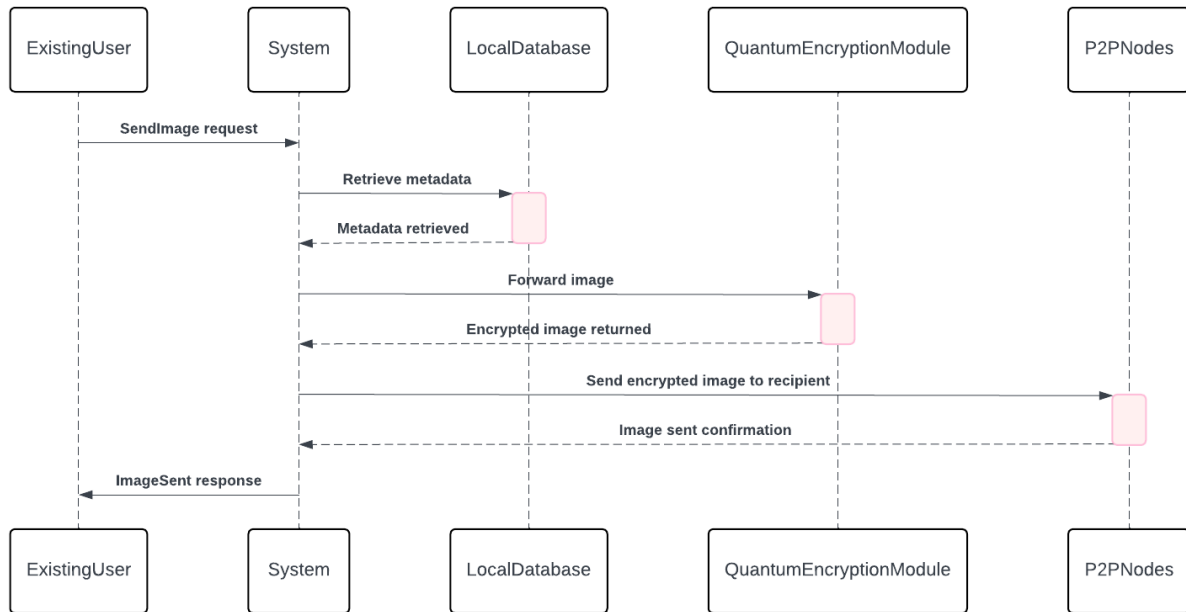 ExistingUser
System
LocalDatabase
QuantumEncryptionModule
P2PNodes
SendImage request
Retrieve metadata
Metadata retrieved
Forward image
Encrypted image returned
Send encrypted image to recipient
Image sent confirmation
ImageSent response
ExistingUser
System
LocalDatabase
QuantumEncryptionModule
P2PNodes